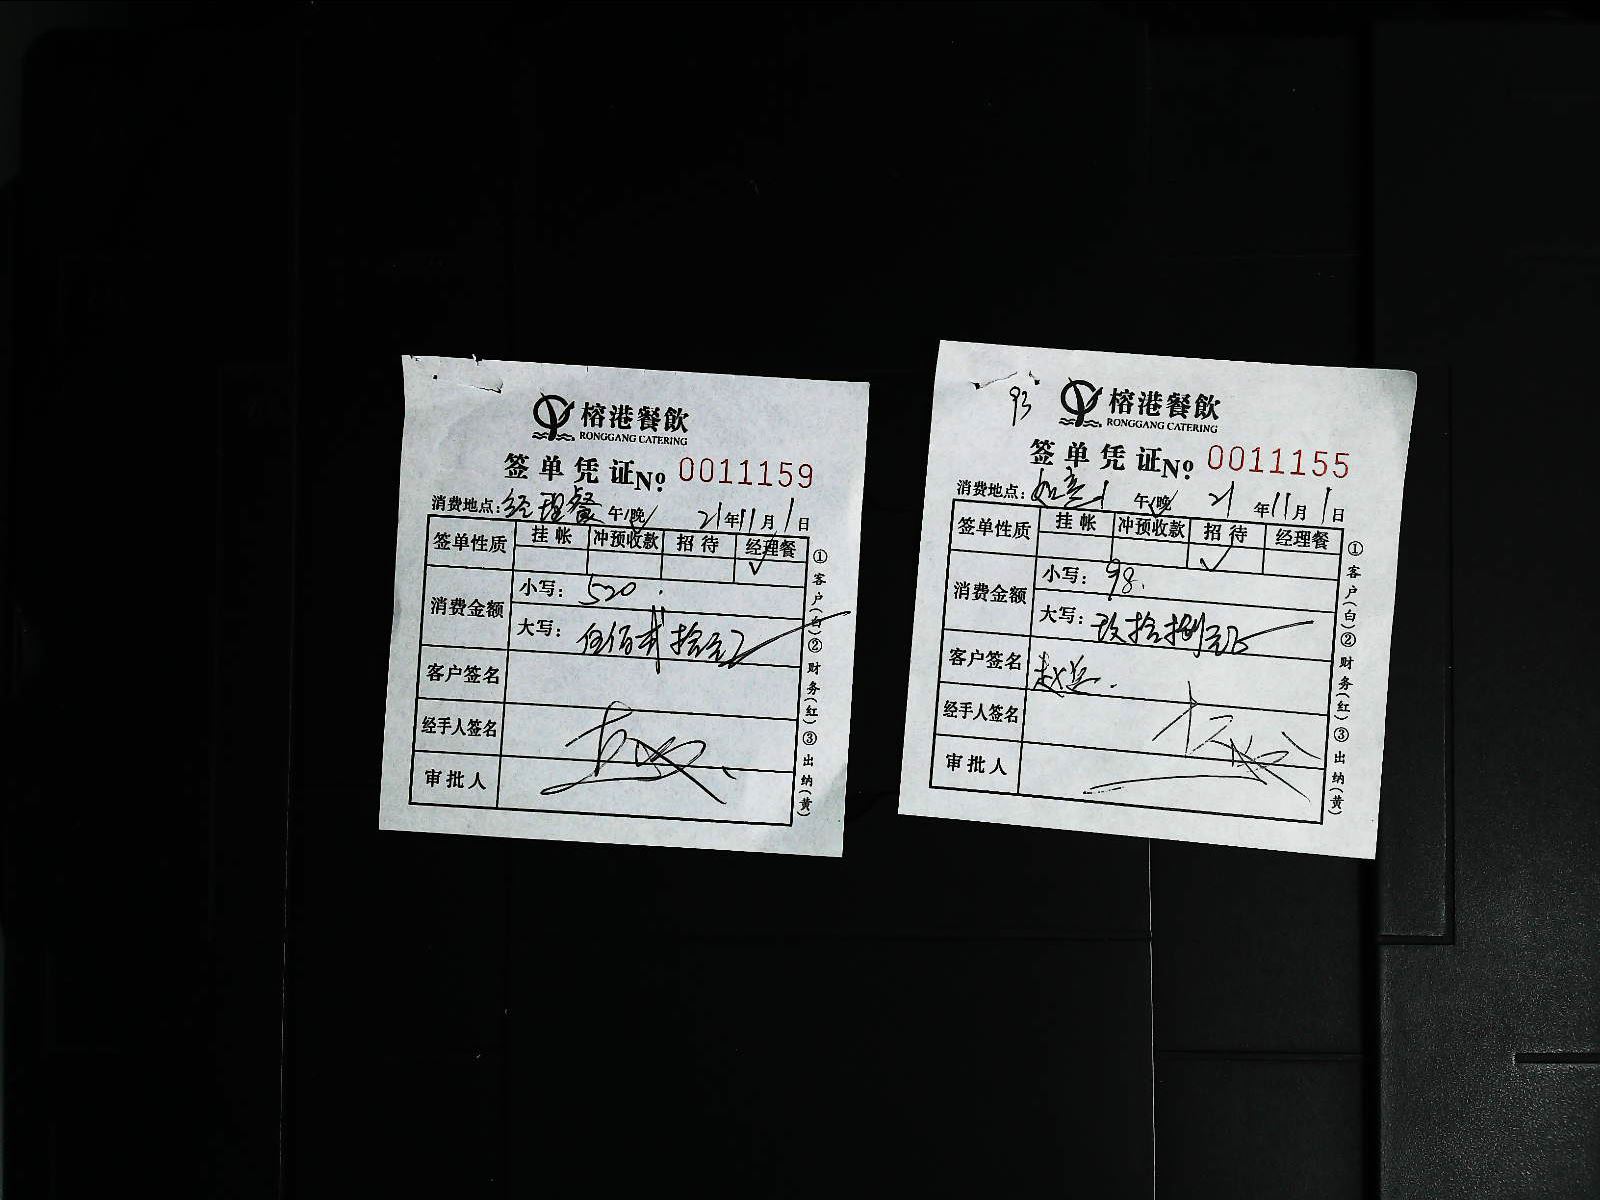 榕港餐飲
RONGGANG CATERING
签单凭证No. 0011159
消费地点: 经理餐 午/晚√ 21年11月1日
签单性质 挂帐 冲预收款 招待 经理餐
√
消费金额 小写: 520.
大写: 伍佰贰拾元正
客户签名
经手人签名
审批人
①客户(白)②财务(红)③出纳(黄)
93
榕港餐飲
RONGGANG CATERING
签单凭证No. 0011155
消费地点: 如意1 午/晚√ 21年11月1日
签单性质 挂帐 冲预收款 招待 经理餐
√
消费金额 小写: 98.
大写: 玖拾捌元正
客户签名
经手人签名
审批人
①客户(白)②财务(红)③出纳(黄)